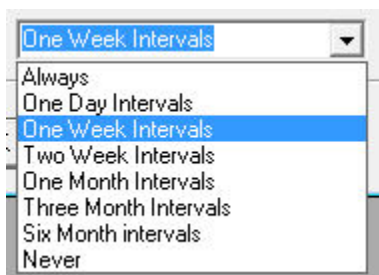 One Week Intervals
Always
One Day Intervals
One Week Intervals
Two Week Intervals
One Month Intervals
Three Month Intervals
Six Month intervals
Never